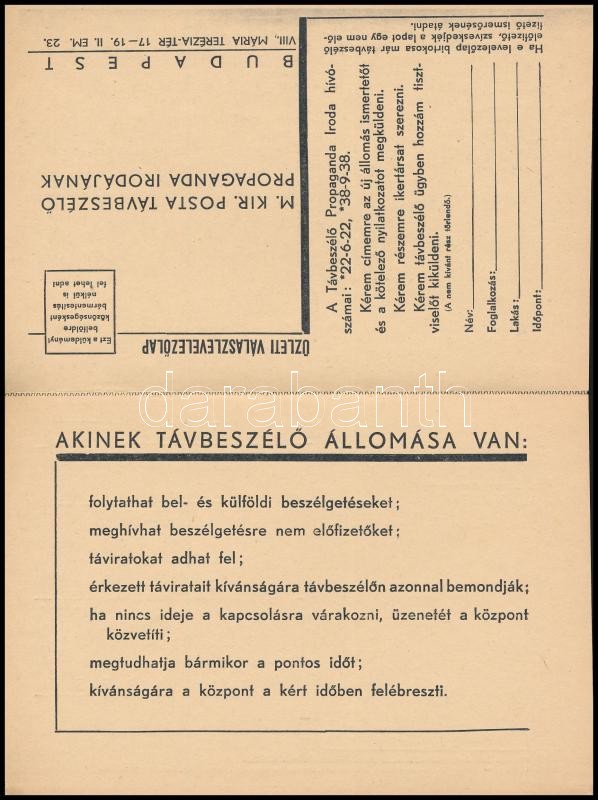 Ha e levelezőlap birtokosa már távbeszélő
előfizető, sziveskedjék a lapot egy nem elő-
fizető ismerősének átadni.
A Távbeszélő Propaganda Iroda hívó-
számai: *22-6-22, *38-9-38.
Kérem címemre az új állomás ismertetőt
és a kötelező nyilatkozatot megküldeni.
Kérem részemre ikertársat szerezni.
Kérem távbeszélő ügyben hozzám tiszt-
viselőt kiküldeni.
(A nem kívánt rész törlendő.)
Név:
Foglalkozás:
Lakás:
Időpont:
ÜZLETI VÁLASZLEVELEZŐLAP
Ezt a küldeményt
belföldre
közönségesként
bérmentesítés
nélkül is
fel lehet adni
M. KIR. POSTA TÁVBESZÉLŐ
PROPAGANDA IRODÁJÁNAK
BUDAPEST
VIII., MÁRIA TERÉZIA-TÉR 17—19. II. EM. 23.
darabanth
AKINEK TÁVBESZÉLŐ ÁLLOMÁSA VAN:
folytathat bel- és külföldi beszélgetéseket;
meghívhat beszélgetésre nem előfizetőket;
táviratokat adhat fel;
érkezett táviratait kívánságára távbeszélőn azonnal bemondják;
ha nincs ideje a kapcsolásra várakozni, üzenetét a központ
közvetíti;
megtudhatja bármikor a pontos időt;
kívánságára a központ a kért időben felébreszti.